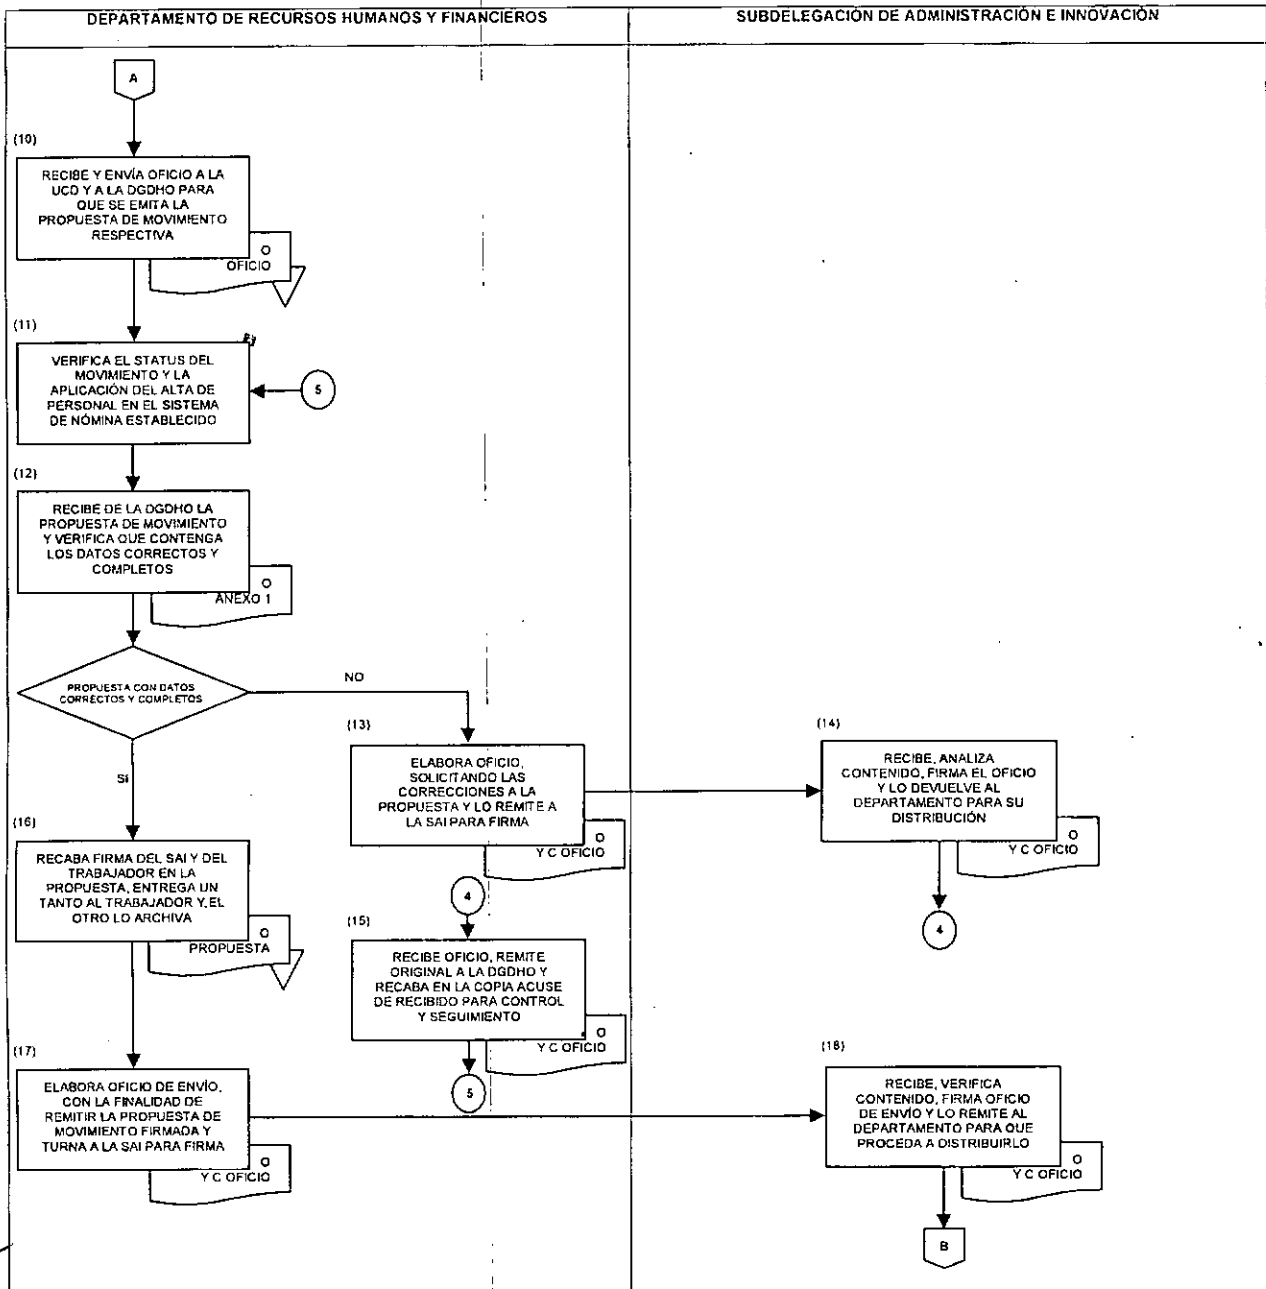 DEPARTAMENTO DE RECURSOS HUMANOS Y FINANCIEROS
SUBDELEGACIÓN DE ADMINISTRACIÓN E INNOVACIÓN
A
(10)
RECIBE Y ENVÍA OFICIO A LA
UCD Y A LA DGDHO PARA
QUE SE EMITA LA
PROPUESTA DE MOVIMIENTO
RESPECTIVA
O
OFICIO
(11)
VERIFICA EL STATUS DEL
MOVIMIENTO Y LA
APLICACIÓN DEL ALTA DE
PERSONAL EN EL SISTEMA
DE NÓMINA ESTABLECIDO
5
(12)
RECIBE DE LA DGDHO LA
PROPUESTA DE MOVIMIENTO
Y VERIFICA QUE CONTENGA
LOS DATOS CORRECTOS Y
COMPLETOS
O
ANEXO 1
PROPUESTA CON DATOS
CORRECTOS Y COMPLETOS
NO
SI
(13)
ELABORA OFICIO,
SOLICITANDO LAS
CORRECCIONES A LA
PROPUESTA Y LO REMITE A
LA SAI PARA FIRMA
O
Y C OFICIO
(14)
RECIBE, ANALIZA
CONTENIDO, FIRMA EL OFICIO
Y LO DEVUELVE AL
DEPARTAMENTO PARA SU
DISTRIBUCIÓN
O
Y C OFICIO
4
4
(15)
RECIBE OFICIO, REMITE
ORIGINAL A LA DGDHO Y
RECABA EN LA COPIA ACUSE
DE RECIBIDO PARA CONTROL
Y SEGUIMIENTO
O
Y C OFICIO
5
(16)
RECABA FIRMA DEL SAI Y DEL
TRABAJADOR EN LA
PROPUESTA, ENTREGA UN
TANTO AL TRABAJADOR Y, EL
OTRO LO ARCHIVA
O
PROPUESTA
(17)
ELABORA OFICIO DE ENVÍO,
CON LA FINALIDAD DE
REMITIR LA PROPUESTA DE
MOVIMIENTO FIRMADA Y
TURNA A LA SAI PARA FIRMA
O
Y C OFICIO
(18)
RECIBE, VERIFICA
CONTENIDO, FIRMA OFICIO
DE ENVÍO Y LO REMITE AL
DEPARTAMENTO PARA QUE
PROCEDA A DISTRIBUIRLO
O
Y C OFICIO
B